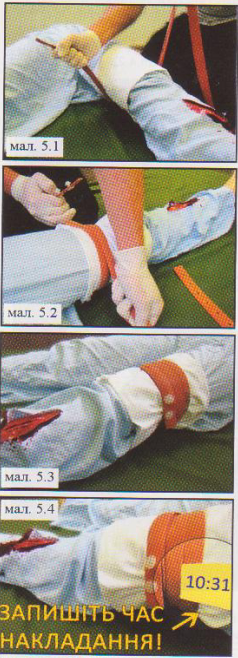 мал. 5.1
мал. 5.2
мал. 5.3
мал. 5.4
10:31
ЗАПИШІТЬ ЧАС
НАКЛАДАННЯ!